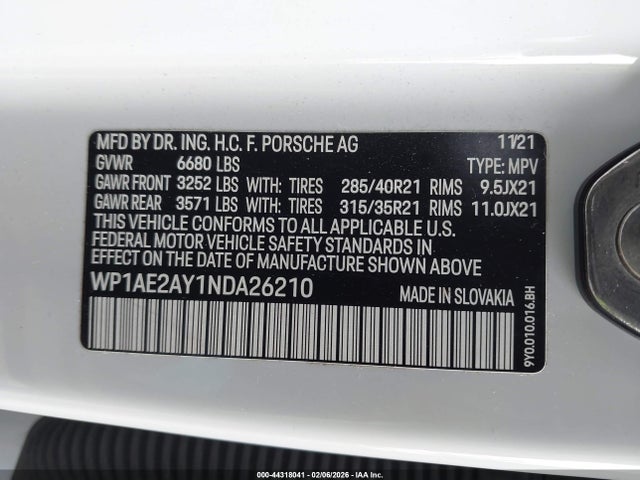 MFD BY DR. ING. H.C. F. PORSCHE AG 11/21
GVWR 6680 LBS TYPE: MPV
GAWR FRONT 3252 LBS WITH: TIRES 285/40R21 RIMS 9.5JX21
GAWR REAR 3571 LBS WITH: TIRES 315/35R21 RIMS 11.0JX21
THIS VEHICLE CONFORMS TO ALL APPLICABLE U.S.
FEDERAL MOTOR VEHICLE SAFETY STANDARDS IN
EFFECT ON THE DATE OF MANUFACTURE SHOWN ABOVE
WP1AE2AY1NDA26210 MADE IN SLOVAKIA
9Y0.010.016.BH
000-44318041 - 02/06/2026 - IAA Inc.